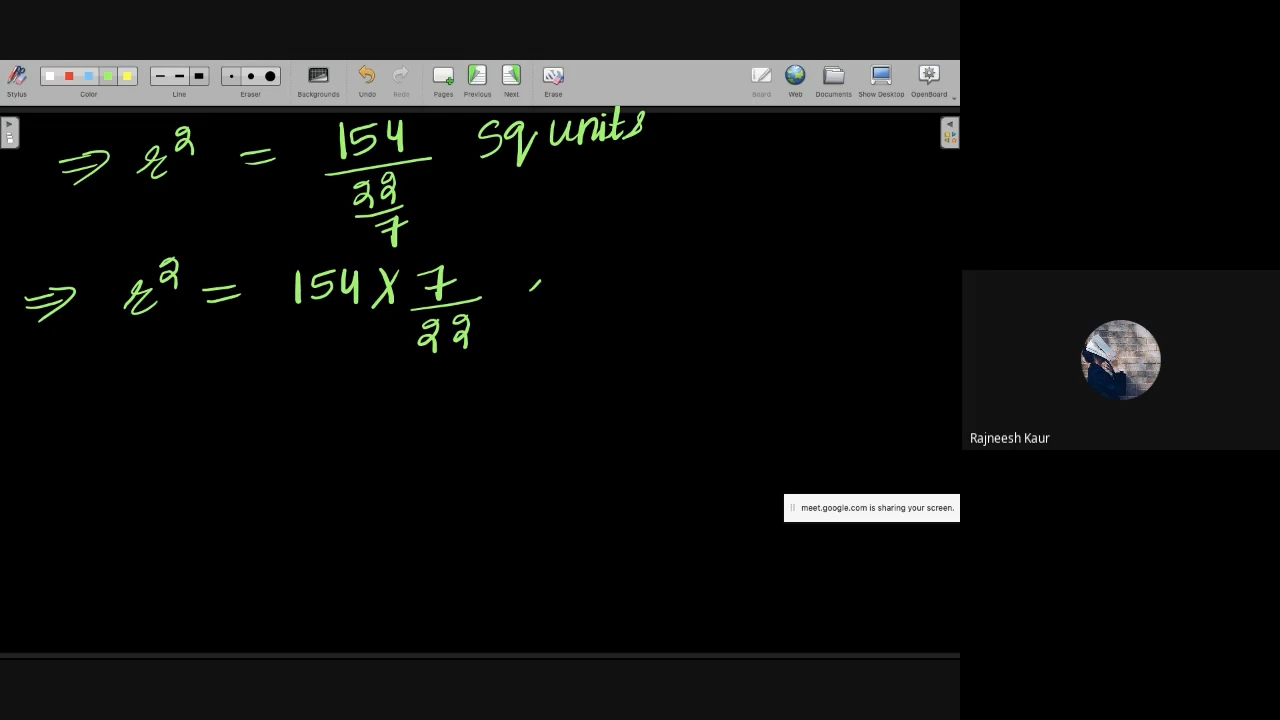 Stylus Color Line Eraser Backgrounds Undo Redo Pages Previous Next Erase Board Web Documents Show Desktop OpenBoard
⇒ r² = 154 / (22/7) sq units
⇒ r² = 154 × 7/22
Rajneesh Kaur
meet.google.com is sharing your screen.